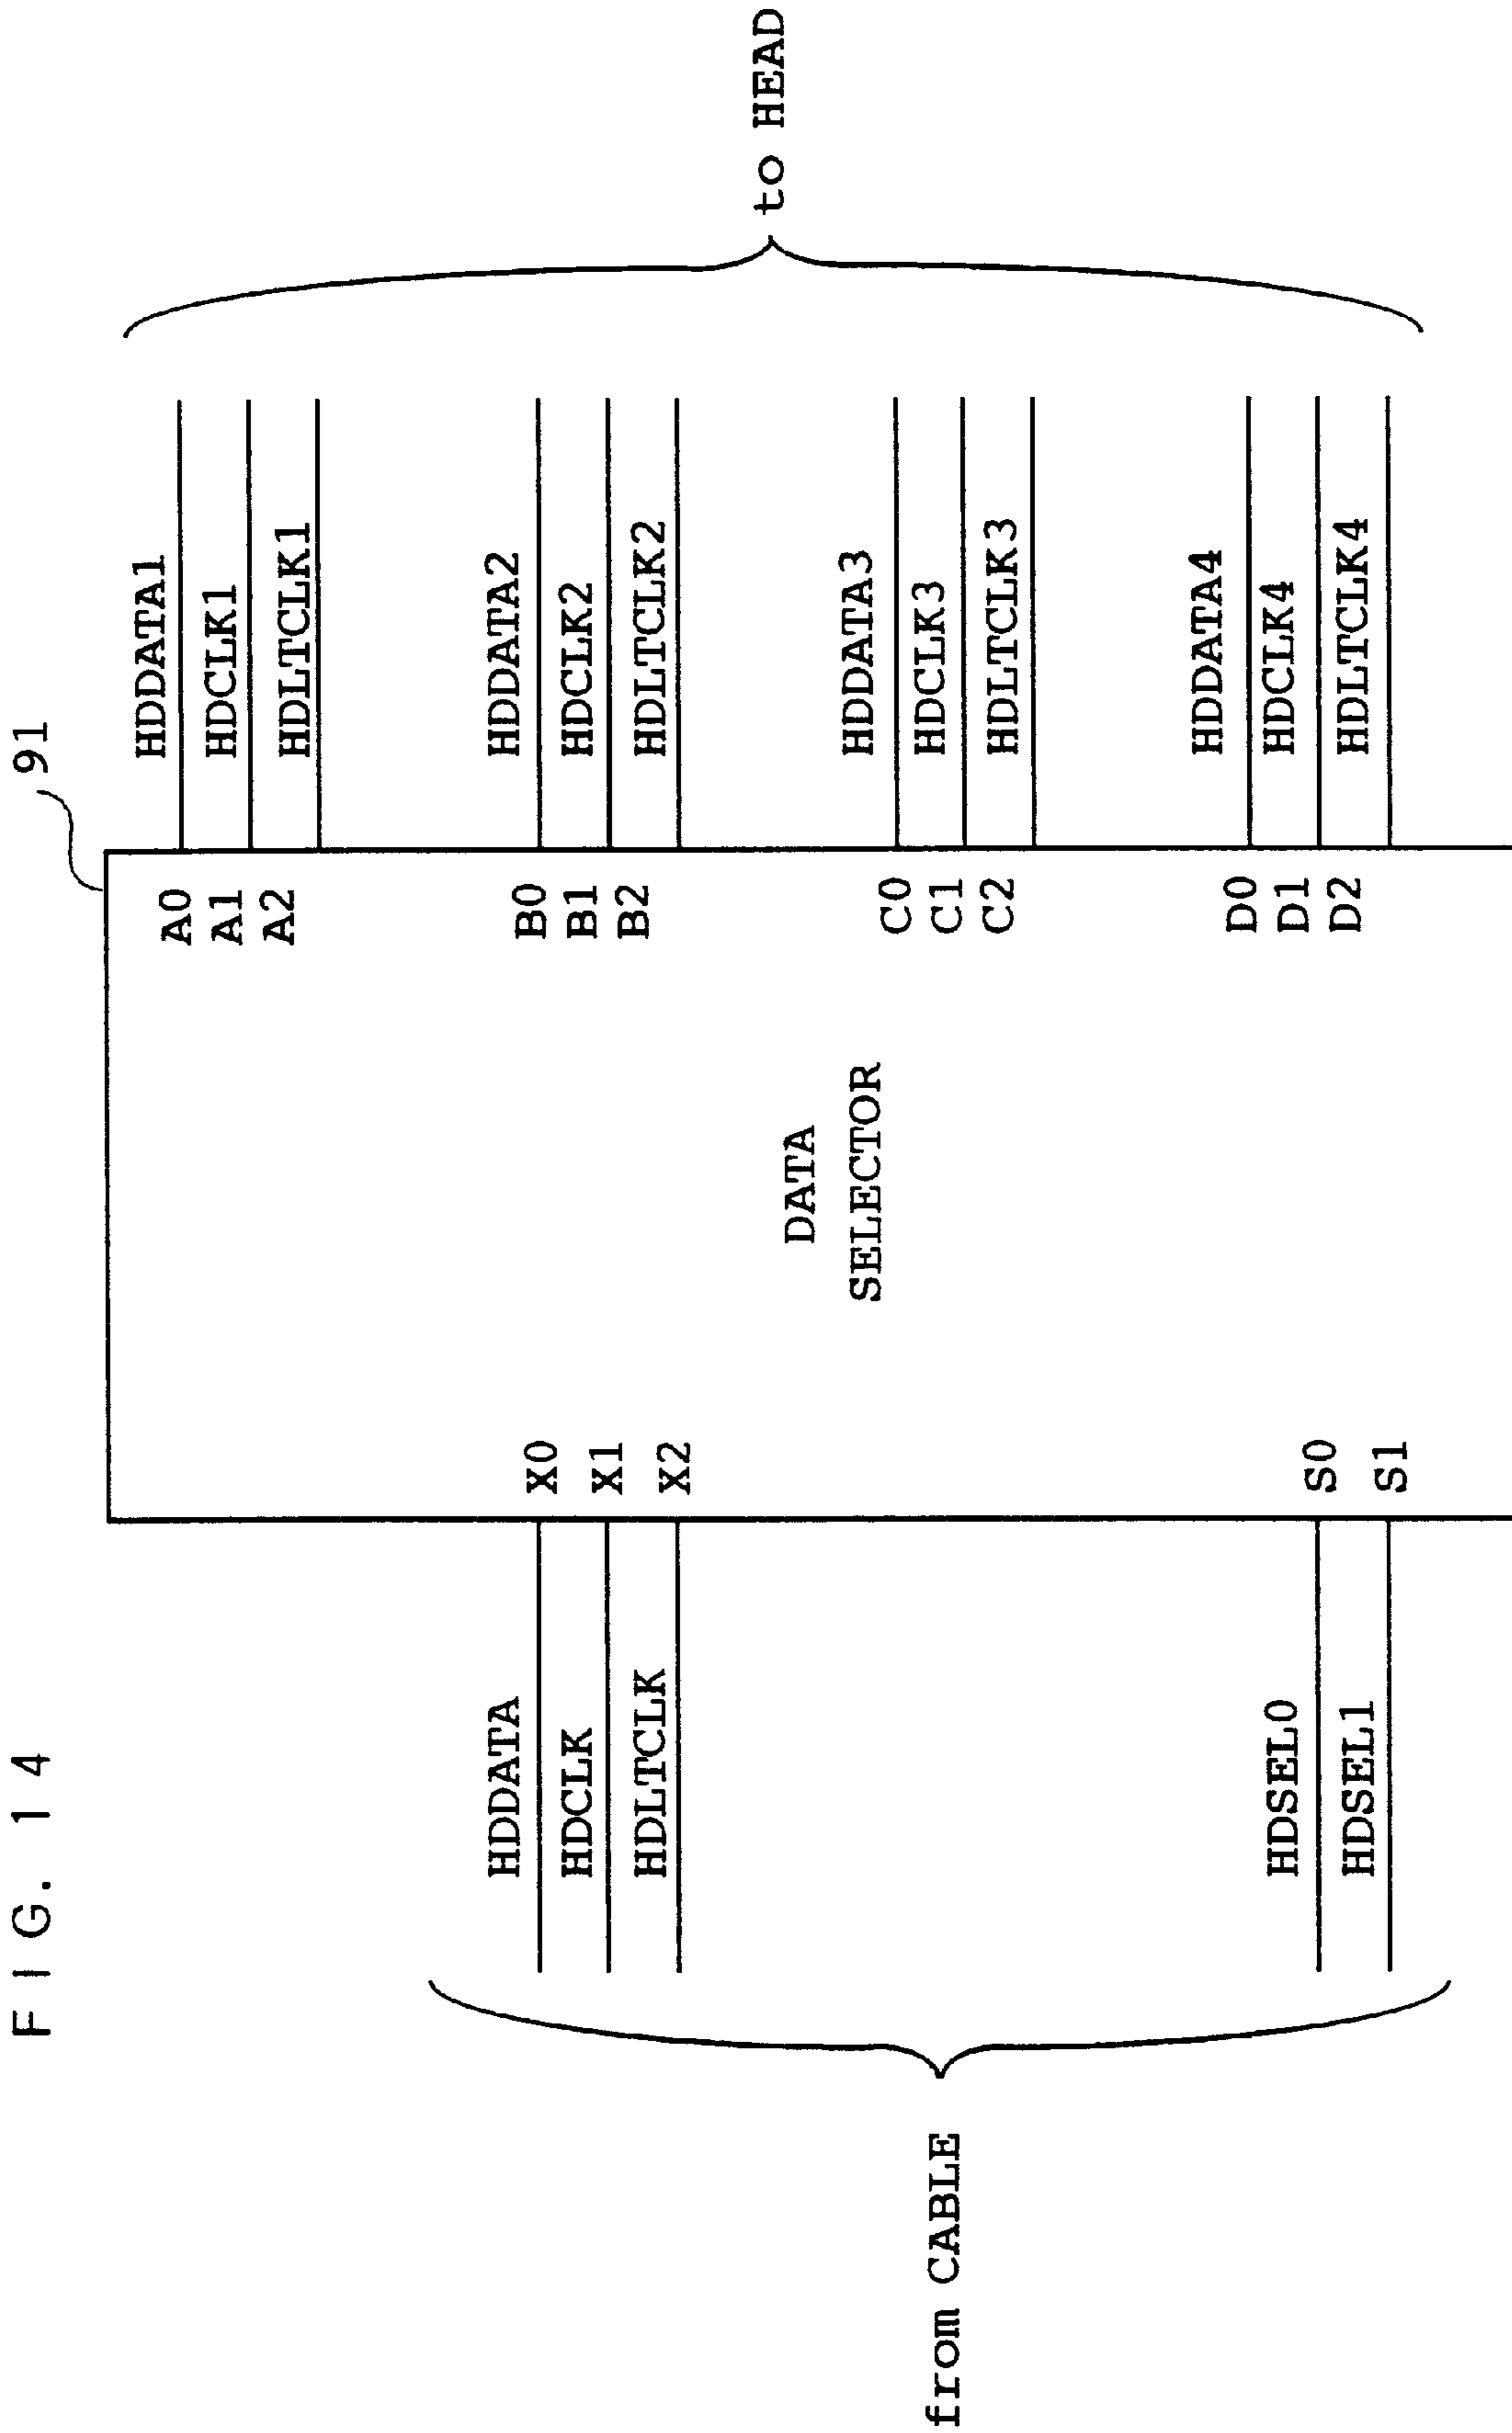 FIG. 14
91
from CABLE
HDDATA
HDCLK
HDLTCLK
HDSEL0
HDSEL1
X0
X1
X2
S0
S1
DATA
SELECTOR
A0
A1
A2
B0
B1
B2
C0
C1
C2
D0
D1
D2
HDDATA1
HDCLK1
HDLTCLK1
HDDATA2
HDCLK2
HDLTCLK2
HDDATA3
HDCLK3
HDLTCLK3
HDDATA4
HDCLK4
HDLTCLK4
to HEAD